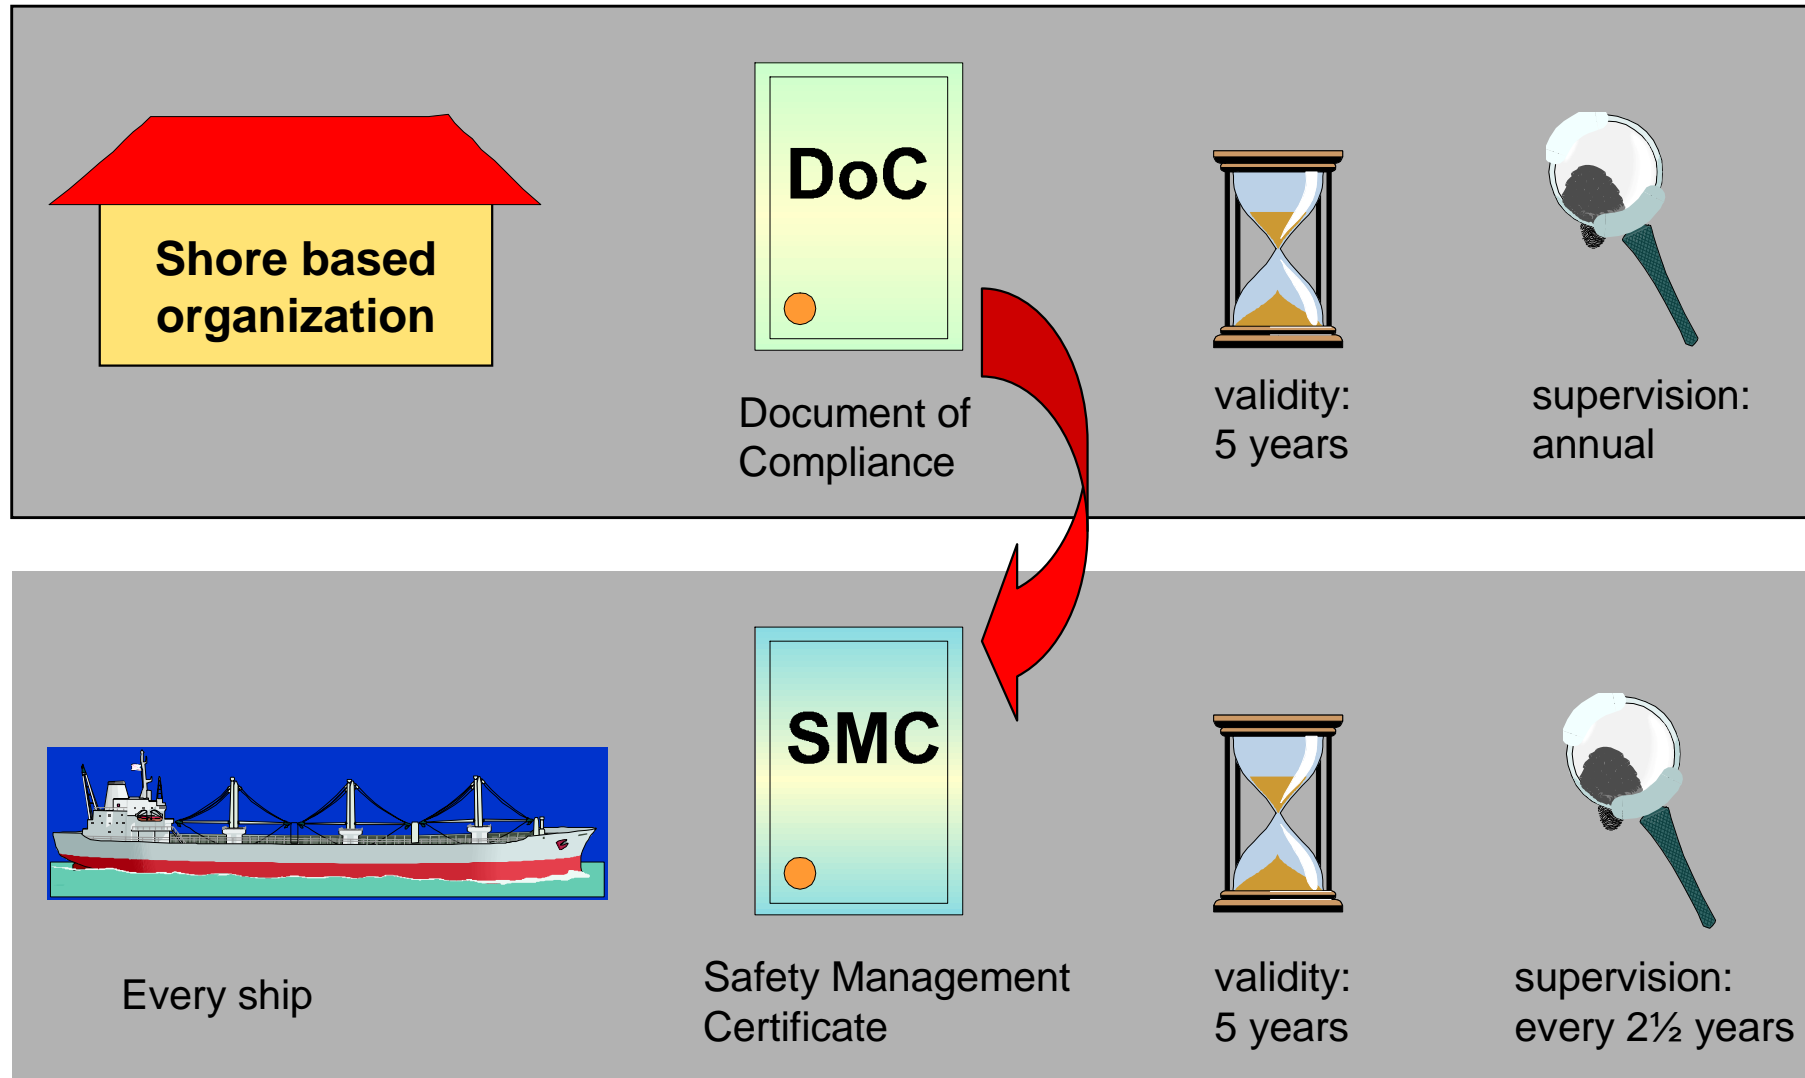 Shore based
organization
DoC
Document of
Compliance
validity:
5 years
supervision:
annual
SMC
Every ship
Safety Management
Certificate
validity:
5 years
supervision:
every 2½ years